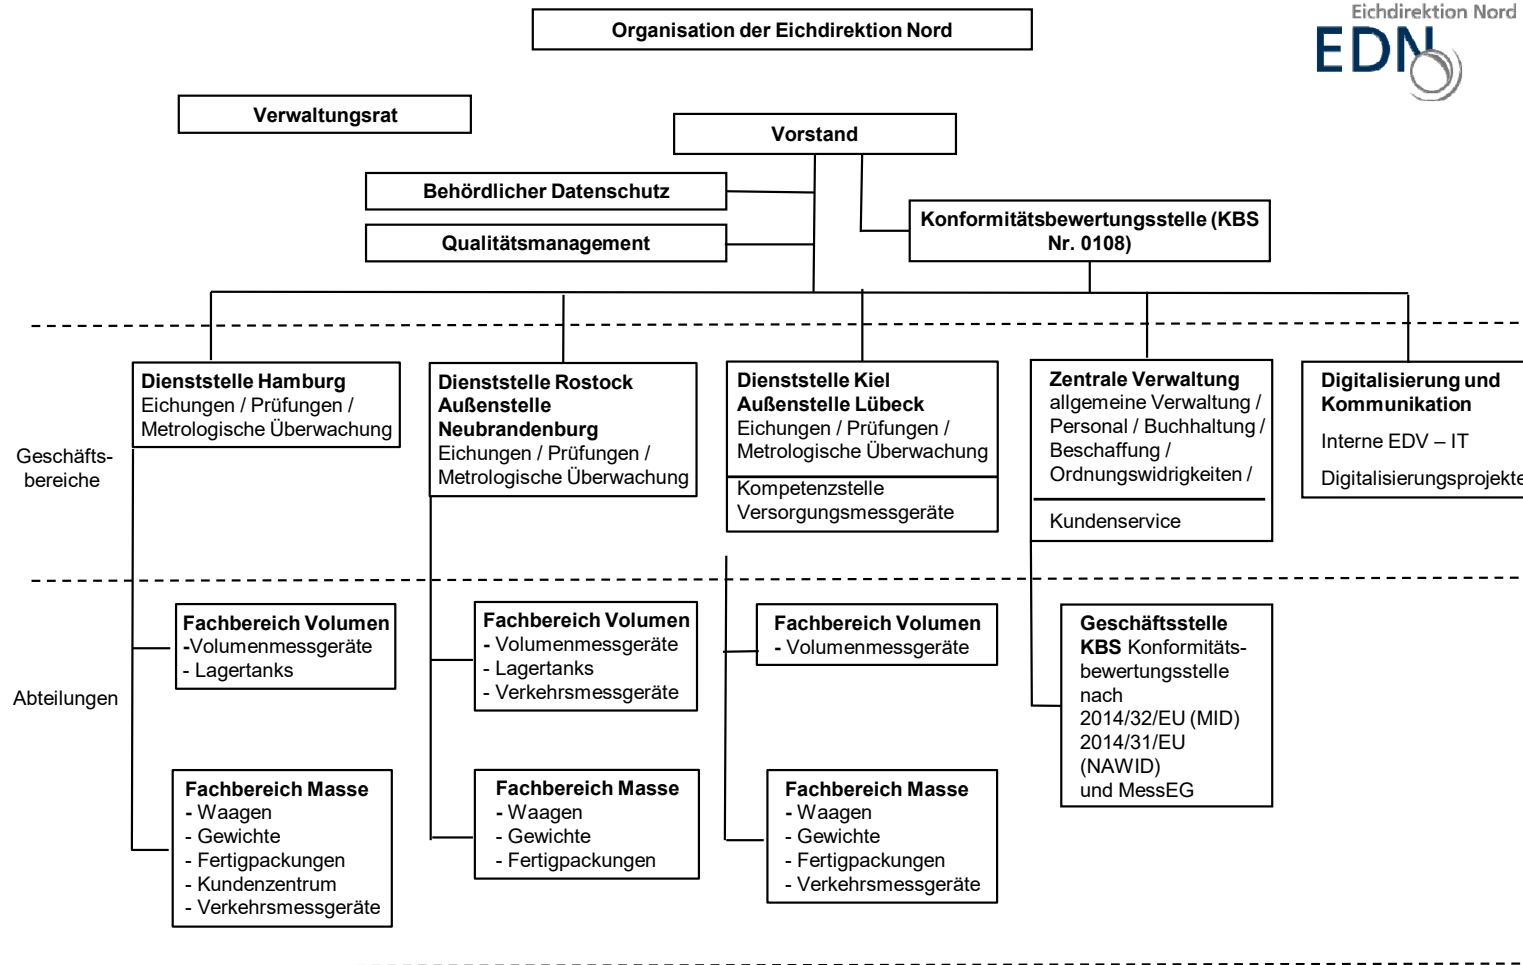 Eichdirektion Nord
EDN
Organisation der Eichdirektion Nord
Verwaltungsrat
Vorstand
Behördlicher Datenschutz
Qualitätsmanagement
Konformitätsbewertungsstelle (KBS
Nr. 0108)
Geschäfts-
bereiche
Dienststelle Hamburg
Eichungen / Prüfungen /
Metrologische Überwachung
Dienststelle Rostock
Außenstelle
Neubrandenburg
Eichungen / Prüfungen /
Metrologische Überwachung
Dienststelle Kiel
Außenstelle Lübeck
Eichungen / Prüfungen /
Metrologische Überwachung
Kompetenzstelle
Versorgungsmessgeräte
Zentrale Verwaltung
allgemeine Verwaltung /
Personal / Buchhaltung /
Beschaffung /
Ordnungswidrigkeiten /
Kundenservice
Digitalisierung und
Kommunikation
Interne EDV – IT
Digitalisierungsprojekte
Abteilungen
Fachbereich Volumen
-Volumenmessgeräte
- Lagertanks
Fachbereich Masse
- Waagen
- Gewichte
- Fertigpackungen
- Kundenzentrum
- Verkehrsmessgeräte
Fachbereich Volumen
- Volumenmessgeräte
- Lagertanks
- Verkehrsmessgeräte
Fachbereich Masse
- Waagen
- Gewichte
- Fertigpackungen
Fachbereich Volumen
- Volumenmessgeräte
Fachbereich Masse
- Waagen
- Gewichte
- Fertigpackungen
- Verkehrsmessgeräte
Geschäftsstelle
KBS Konformitäts-
bewertungsstelle
nach
2014/32/EU (MID)
2014/31/EU
(NAWID)
und MessEG